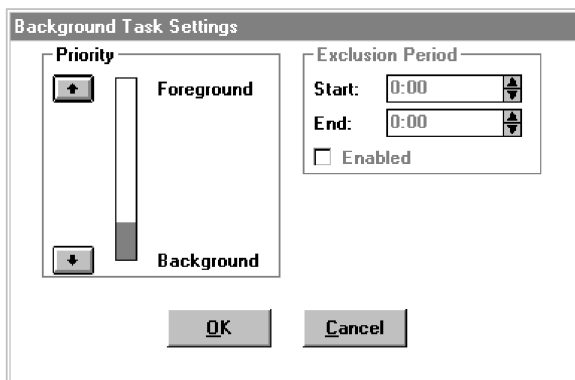 Background Task Settings
Priority
Foreground
Background
Exclusion Period
Start: 0:00
End: 0:00
Enabled
OK
Cancel